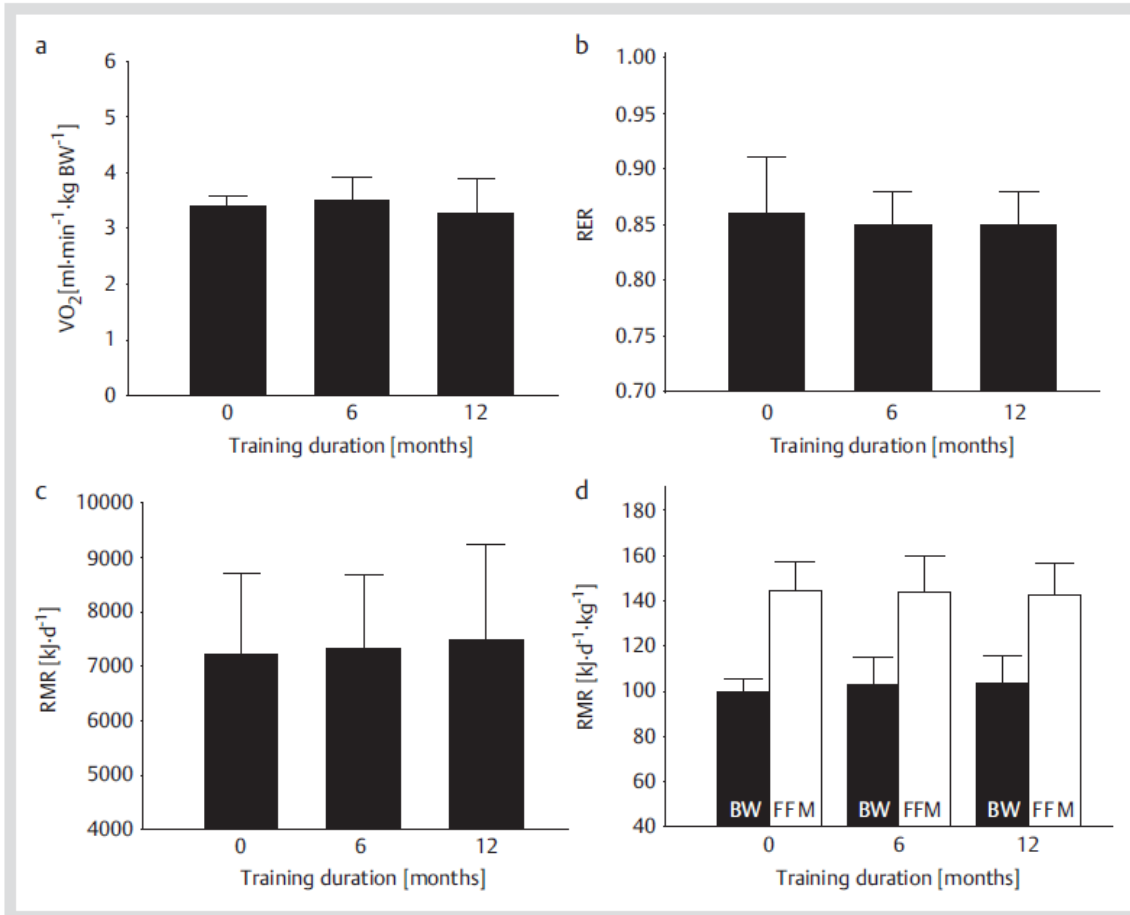 a
6
5
4
3
2
1
0
VO₂[ml·min⁻¹·kg BW⁻¹]
0 6 12
Training duration [months]
b
1.00
0.95
0.90
0.85
0.80
0.75
0.70
RER
0 6 12
Training duration [months]
c
10000
9000
8000
7000
6000
5000
4000
RMR [kJ·d⁻¹]
0 6 12
Training duration [months]
d
180
160
140
120
100
80
60
40
RMR [kJ·d⁻¹·kg⁻¹]
BW FFM BW FFM BW FFM
0 6 12
Training duration [months]